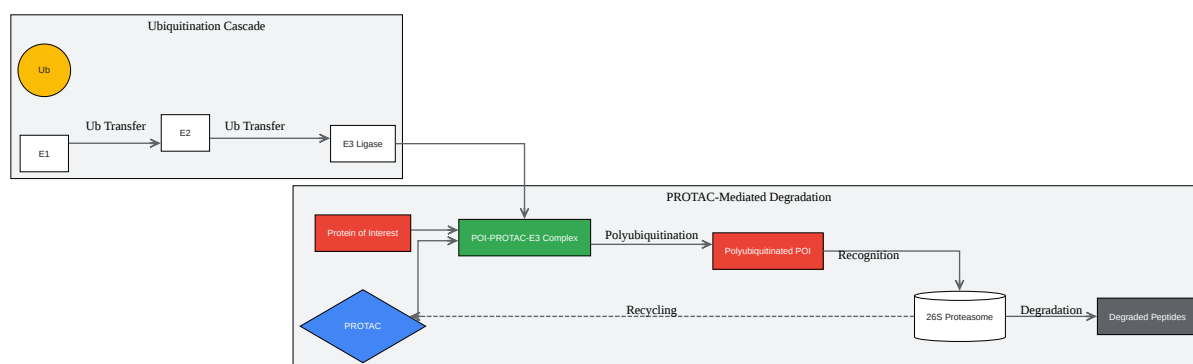 Ubiquitination Cascade
Ub
Ub Transfer
Ub Transfer
E1
E2
E3 Ligase
PROTAC-Mediated Degradation
Protein of Interest
POI-PROTAC-E3 Complex
Polyubiquitination
Polyubiquitinated POI
Recognition
PROTAC
Recycling
26S Proteasome
Degradation
Degraded Peptides